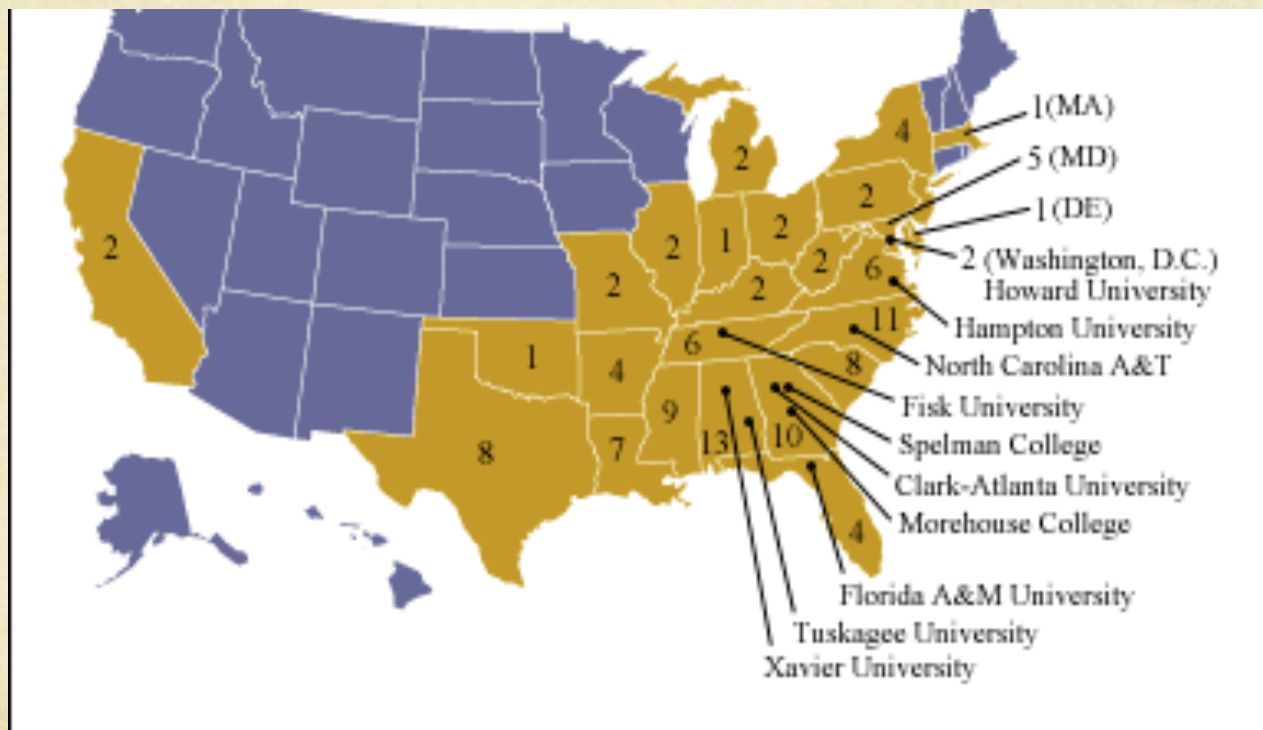 1(MA)
4
5 (MD)
2
2
1(DE)
2
2
2
1
2
2 (Washington, D.C.)
Howard University
6
2
2
Hampton University
11
6
North Carolina A&T
1
4
8
Fisk University
9
Spelman College
8
7
13
10
Clark-Atlanta University
Morehouse College
4
Florida A&M University
Tuskagee University
Xavier University